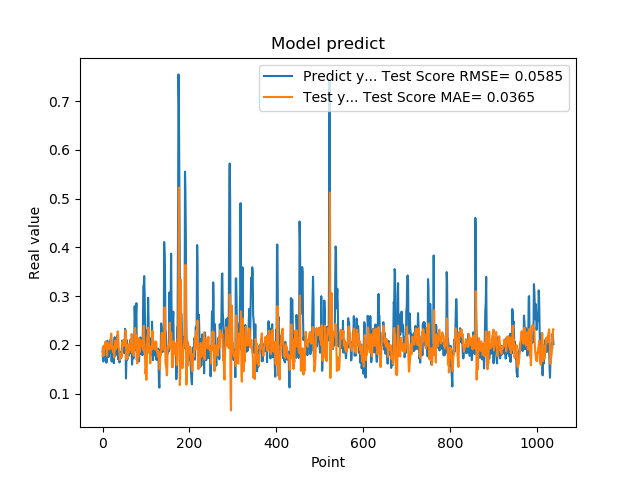 Model predict
Predict y... Test Score RMSE= 0.0585
Test y... Test Score MAE= 0.0365
Real value
0.7
0.6
0.5
0.4
0.3
0.2
0.1
0 200 400 600 800 1000
Point